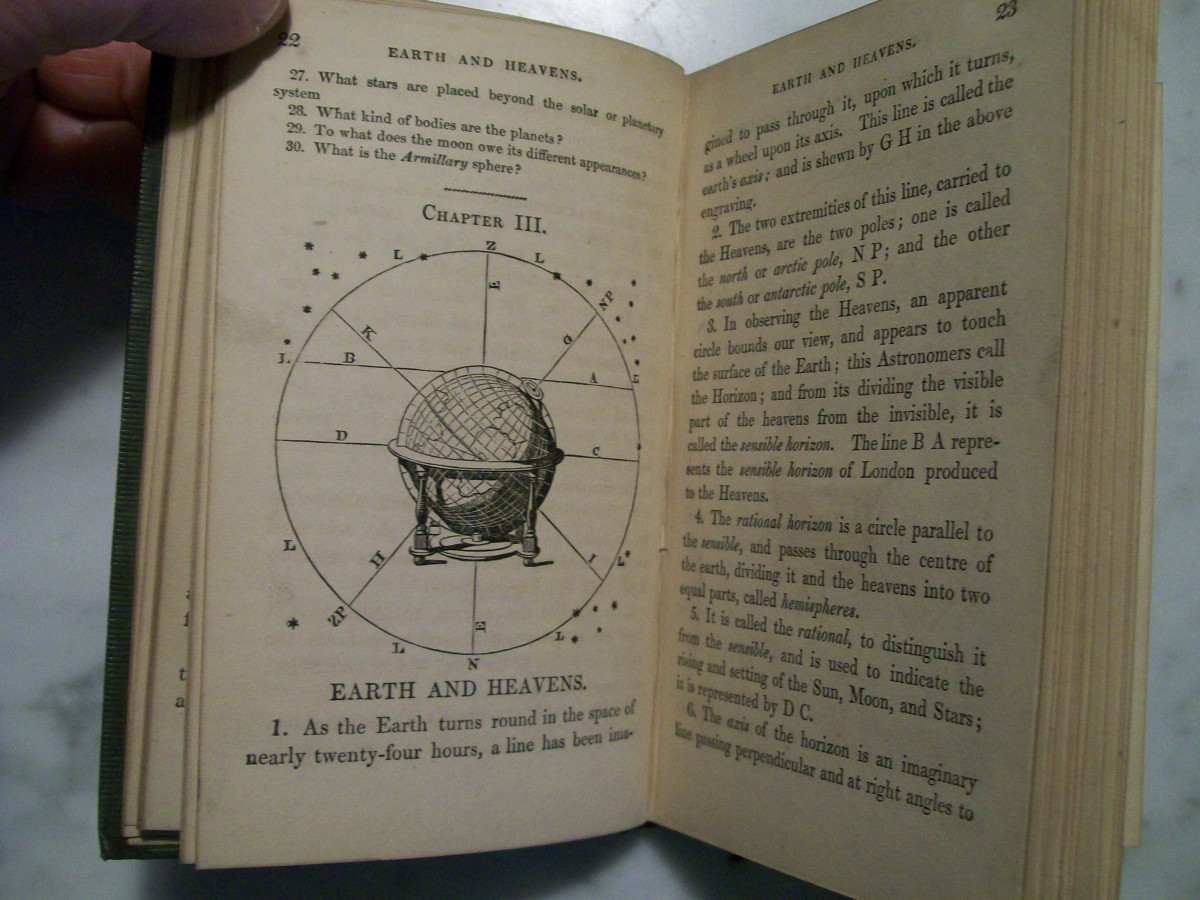 22
EARTH AND HEAVENS.
27. What stars are placed beyond the solar or planetary
system
28. What kind of bodies are the planets?
29. To what does the moon owe its different appearances?
30. What is the Armillary sphere?
CHAPTER III.
L Z L
E
NP
K G
L B A L
D C
L H I L
SP E L
L
N
EARTH AND HEAVENS.
1. As the Earth turns round in the space of
nearly twenty-four hours, a line has been ima-
23
EARTH AND HEAVENS.
gined to pass through it, upon which it turns,
as a wheel upon its axis. This line is called the
earth's axis; and is shewn by G H in the above
engraving.
2. The two extremities of this line, carried to
the Heavens, are the two poles; one is called
the north or arctic pole, N P; and the other
the south or antarctic pole, S P.
3. In observing the Heavens, an apparent
circle bounds our view, and appears to touch
the surface of the Earth; this Astronomers call
the Horizon; and from its dividing the visible
part of the heavens from the invisible, it is
called the sensible horizon. The line B A repre-
sents the sensible horizon of London produced
to the Heavens.
4. The rational horizon is a circle parallel to
the sensible, and passes through the centre of
the earth, dividing it and the heavens into two
equal parts, called hemispheres.
5. It is called the rational, to distinguish it
from the sensible, and is used to indicate the
rising and setting of the Sun, Moon, and Stars;
it is represented by D C.
6. The axis of the horizon is an imaginary
line passing perpendicular and at right angles to